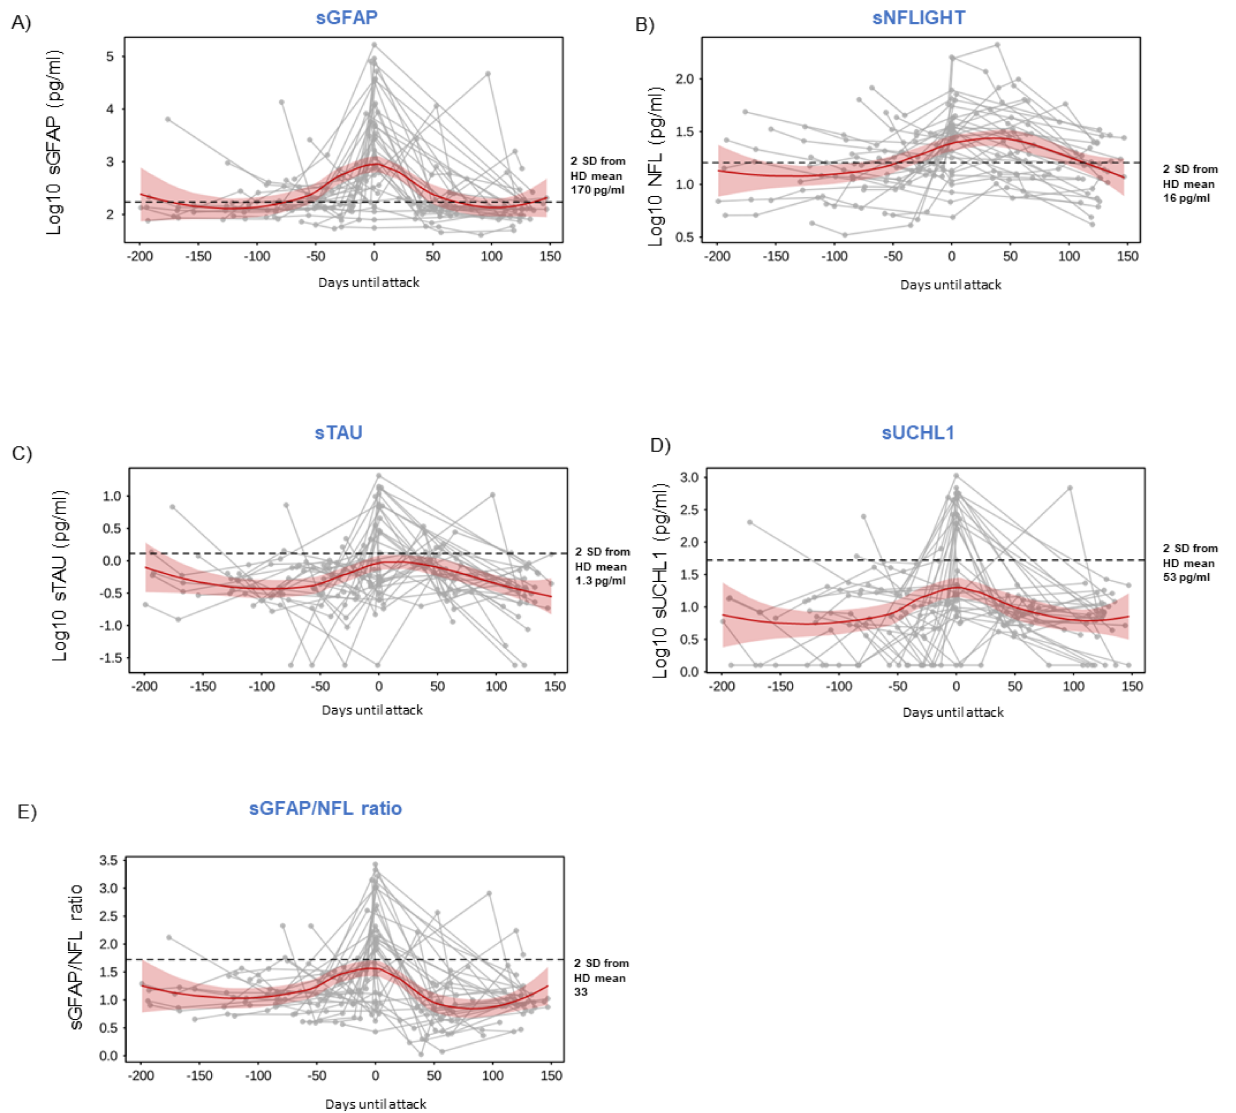 A)
sGFAP
Log10 sGFAP (pg/ml)
5
4
3
2
-200 -150 -100 -50 0 50 100 150
Days until attack
2 SD from
HD mean
170 pg/ml
B)
sNFLIGHT
Log10 NFL (pg/ml)
2.0
1.5
1.0
0.5
-200 -150 -100 -50 0 50 100 150
Days until attack
2 SD from
HD mean
16 pg/ml
C)
sTAU
Log10 sTAU (pg/ml)
1.0
0.5
0.0
-0.5
-1.0
-1.5
-200 -150 -100 -50 0 50 100 150
Days until attack
2 SD from
HD mean
1.3 pg/ml
D)
sUCHL1
Log10 sUCHL1 (pg/ml)
3.0
2.5
2.0
1.5
1.0
0.5
0.0
-200 -150 -100 -50 0 50 100 150
Days until attack
2 SD from
HD mean
53 pg/ml
E)
sGFAP/NFL ratio
sGFAP/NFL ratio
3.5
3.0
2.5
2.0
1.5
1.0
0.5
0.0
-200 -150 -100 -50 0 50 100 150
Days until attack
2 SD from
HD mean
33